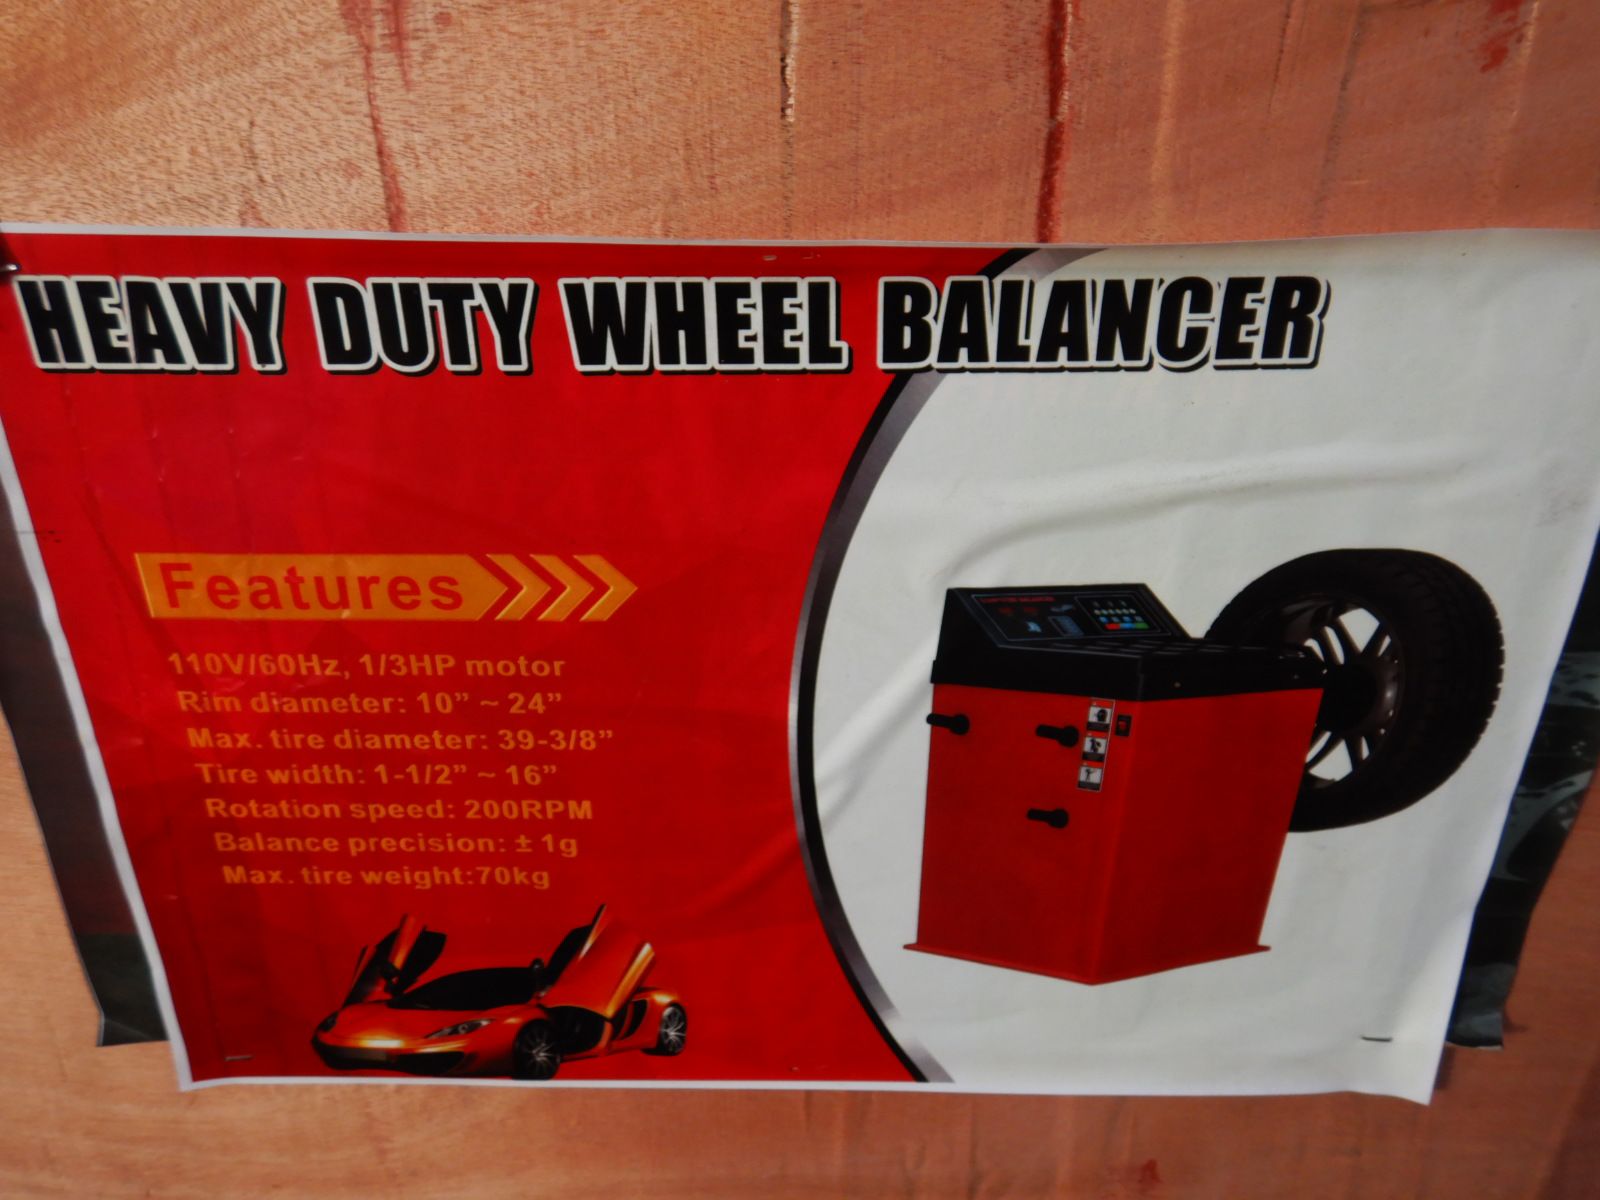 HEAVY DUTY WHEEL BALANCER
Features
110V/60Hz, 1/3HP motor
Rim diameter: 10” ~ 24”
Max. tire diameter: 39-3/8”
Tire width: 1-1/2” ~ 16”
Rotation speed: 200RPM
Balance precision: ± 1g
Max. tire weight:70kg